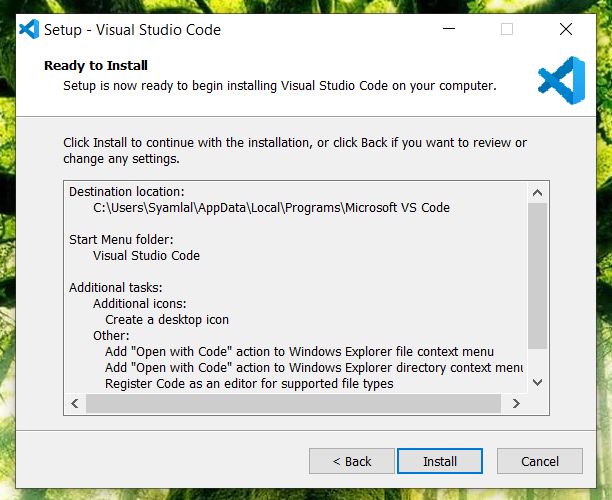 Setup - Visual Studio Code
Ready to Install
Setup is now ready to begin installing Visual Studio Code on your computer.
Click Install to continue with the installation, or click Back if you want to review or
change any settings.
Destination location:
C:\Users\Syamlal\AppData\Local\Programs\Microsoft VS Code
Start Menu folder:
Visual Studio Code
Additional tasks:
Additional icons:
Create a desktop icon
Other:
Add "Open with Code" action to Windows Explorer file context menu
Add "Open with Code" action to Windows Explorer directory context menu
Register Code as an editor for supported file types
< Back Install Cancel